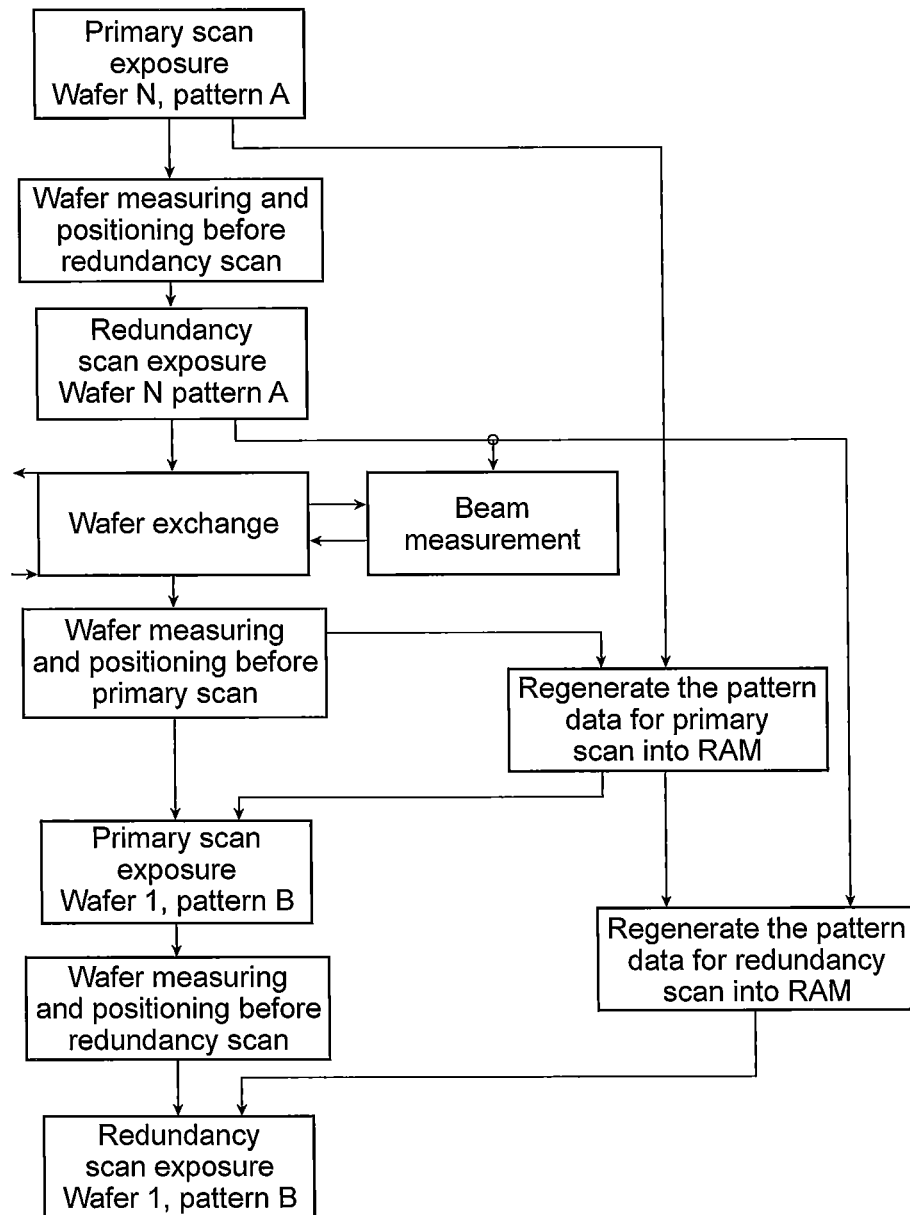 Primary scan
exposure
Wafer N, pattern A
Wafer measuring and
positioning before
redundancy scan
Redundancy
scan exposure
Wafer N pattern A
Wafer exchange
Beam
measurement
Wafer measuring
and positioning before
primary scan
Regenerate the pattern
data for primary
scan into RAM
Primary scan
exposure
Wafer 1, pattern B
Regenerate the pattern
data for redundancy
scan into RAM
Wafer measuring
and positioning before
redundancy scan
Redundancy
scan exposure
Wafer 1, pattern B